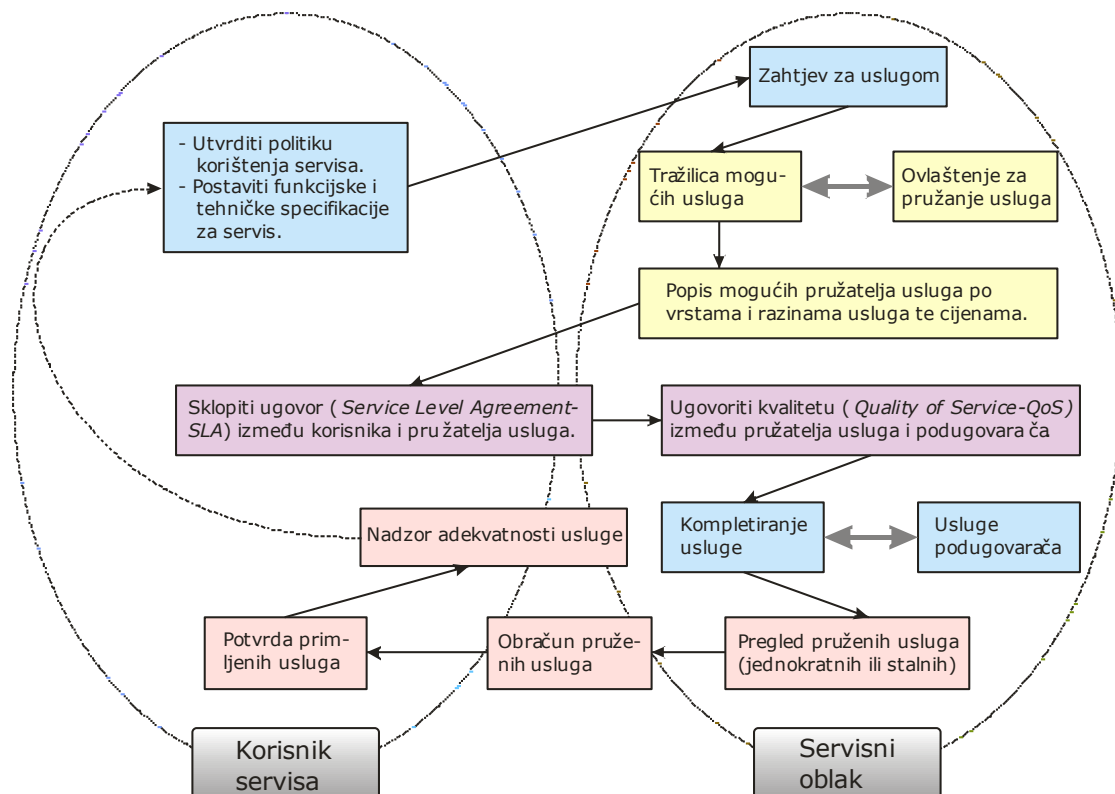 Zahtjev za uslugom
- Utvrditi politiku
korištenja servisa.
- Postaviti funkcijske i
tehničke specifikacije
za servis.
Tražilica mogu-
ćih usluga
Ovlaštenje za
pružanje usluga
Popis mogućih pružatelja usluga po
vrstama i razinama usluga te cijenama.
Sklopiti ugovor (Service Level Agreement-
SLA) između korisnika i pružatelja usluga.
Ugovoriti kvalitetu (Quality of Service-QoS)
između pružatelja usluga i podugovara ča
Nadzor adekvatnosti usluge
Kompletiranje
usluge
Usluge
podugovarača
Potvrda prim-
ljenih usluga
Obračun pruže-
nih usluga
Pregled pruženih usluga
(jednokratnih ili stalnih)
Korisnik
servisa
Servisni
oblak